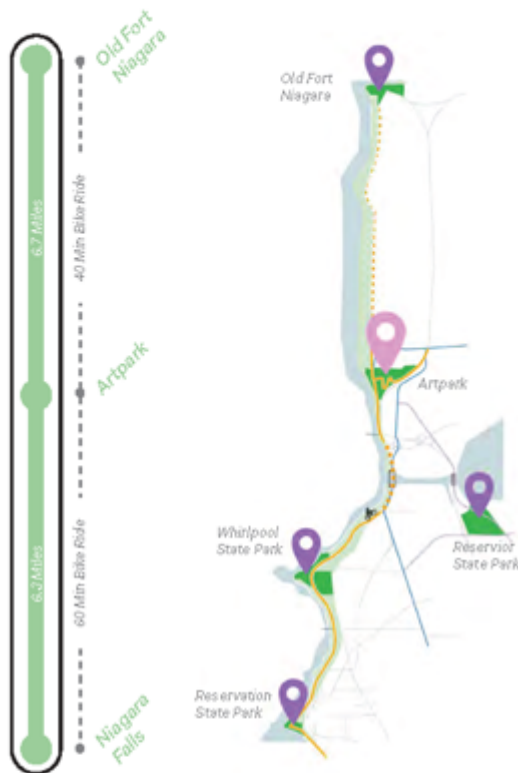 Old Fort
Niagara
6.7 Miles
40 Min Bike Ride
Artpark
6.3 Miles
60 Min Bike Ride
Niagara
Falls
Old Fort
Niagara
Artpark
Whirlpool
State Park
Reservior
State Park
Reservation
State Park